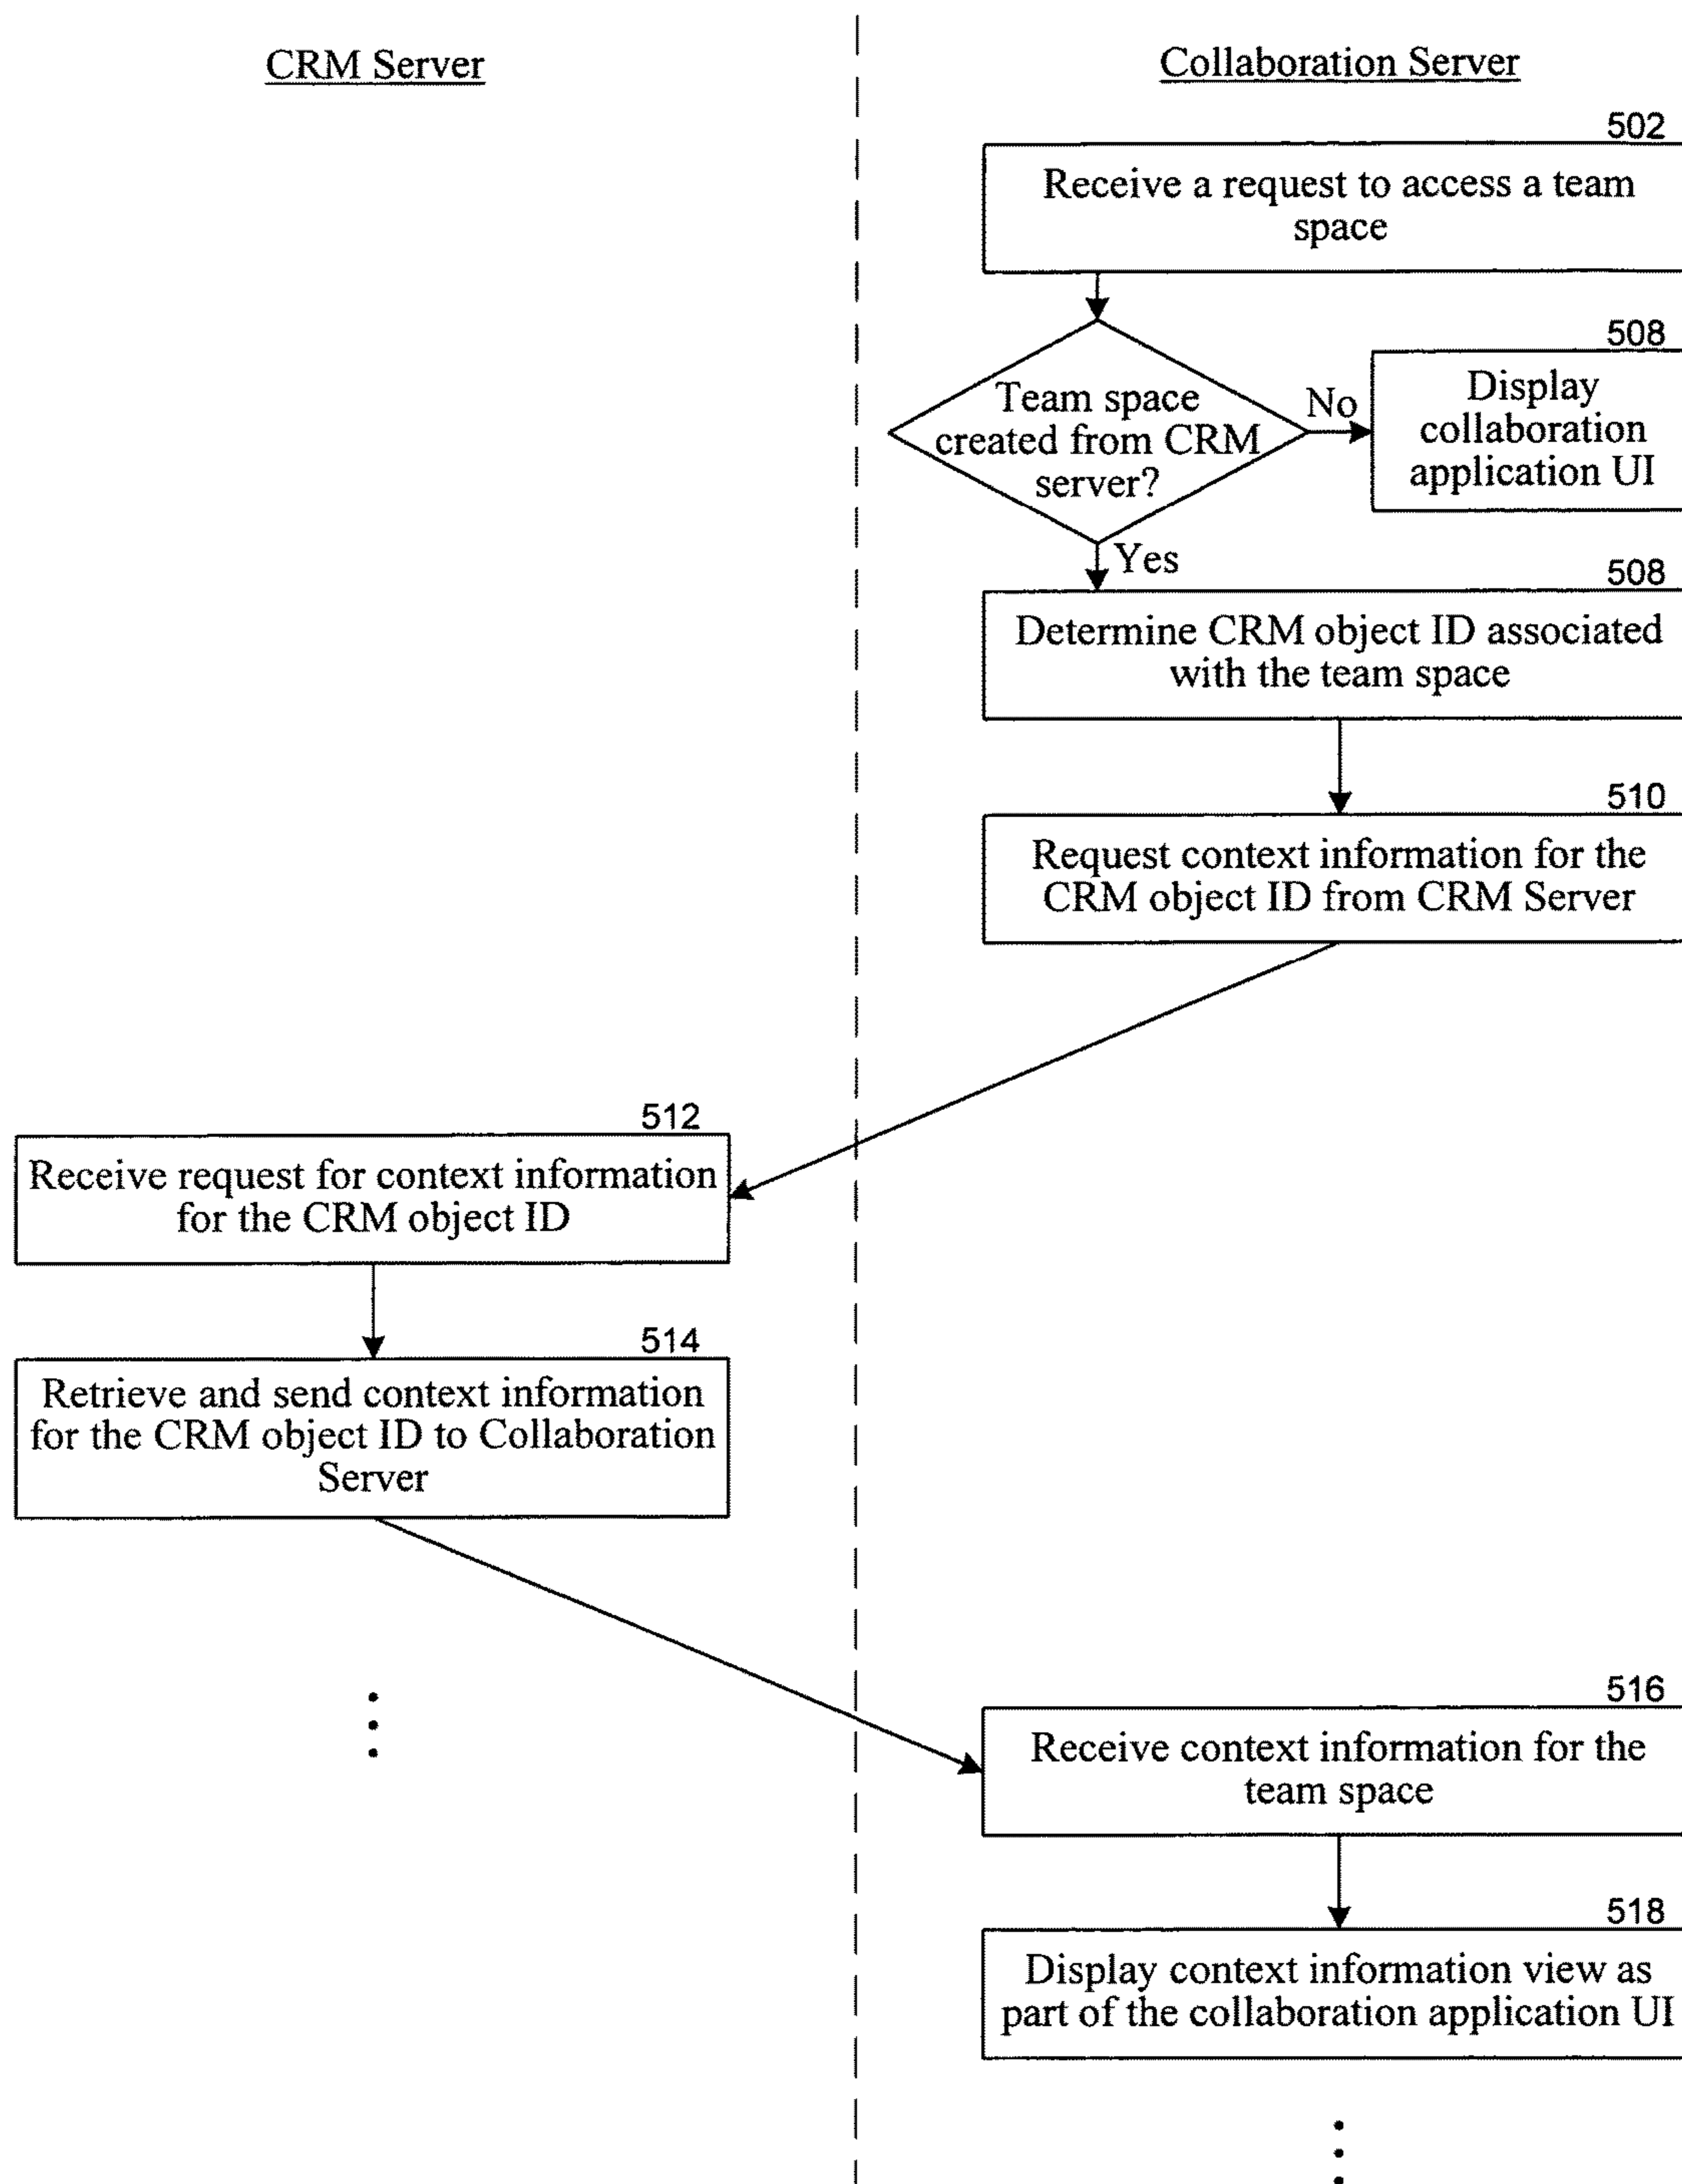 CRM Server
Collaboration Server
502
Receive a request to access a team
space
Team space
created from CRM
server?
No
508
Display
collaboration
application UI
Yes
508
Determine CRM object ID associated
with the team space
510
Request context information for the
CRM object ID from CRM Server
512
Receive request for context information
for the CRM object ID
514
Retrieve and send context information
for the CRM object ID to Collaboration
Server
516
Receive context information for the
team space
518
Display context information view as
part of the collaboration application UI